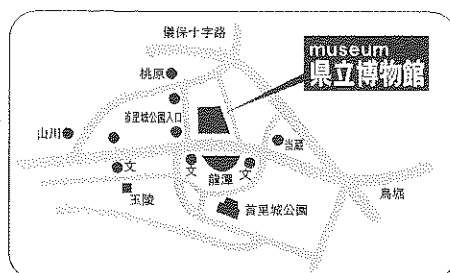 儀保十字路
museum
県立博物館
桃原
首里城公園入口
山川
当蔵
文
文
文
龍潭
玉陵
鳥堀
首里城公園